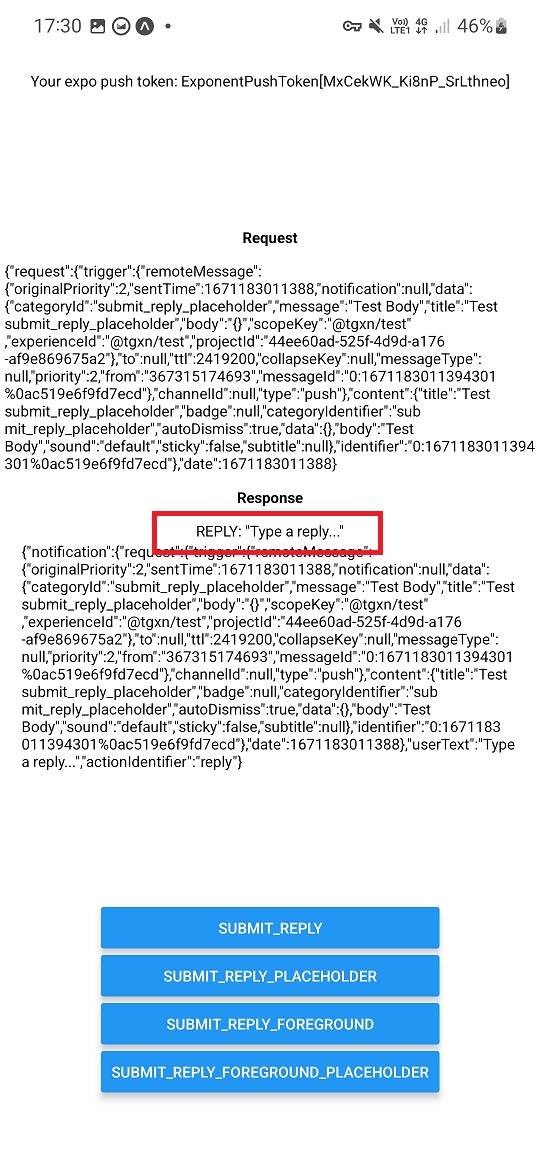 17:30
Vo)) 4G
LTE1
46%
Your expo push token: ExponentPushToken[MxCekWK_Ki8nP_SrLthneo]
Request
{"request":{"trigger":{"remoteMessage":
{"originalPriority":2,"sentTime":1671183011388,"notification":null,"data":
{"categoryId":"submit_reply_placeholder","message":"Test Body","title":"Test
submit_reply_placeholder","body":"{}","scopeKey":"@tgxn/test"
,"experienceId":"@tgxn/test","projectId":"44ee60ad-525f-4d9d-a176
-af9e869675a2"},"to":null,"ttl":2419200,"collapseKey":null,"messageType":
null,"priority":2,"from":"367315174693","messageId":"0:1671183011394301
%0ac519e6f9fd7ecd"},"channelId":null,"type":"push"},"content":{"title":"Test
submit_reply_placeholder","badge":null,"categoryIdentifier":"sub
mit_reply_placeholder","autoDismiss":true,"data":{},"body":"Test
Body","sound":"default","sticky":false,"subtitle":null},"identifier":"0:1671183011394
301%0ac519e6f9fd7ecd"},"date":1671183011388}
Response
REPLY: "Type a reply..."
{"notification":{"request":{"trigger":{"remoteMessage":
{"originalPriority":2,"sentTime":1671183011388,"notification":null,"data":
{"categoryId":"submit_reply_placeholder","message":"Test Body","title":"Test
submit_reply_placeholder","body":"{}","scopeKey":"@tgxn/test"
,"experienceId":"@tgxn/test","projectId":"44ee60ad-525f-4d9d-a176
-af9e869675a2"},"to":null,"ttl":2419200,"collapseKey":null,"messageType":
null,"priority":2,"from":"367315174693","messageId":"0:1671183011394301
%0ac519e6f9fd7ecd"},"channelId":null,"type":"push"},"content":{"title":"Test
submit_reply_placeholder","badge":null,"categoryIdentifier":"sub
mit_reply_placeholder","autoDismiss":true,"data":{},"body":"Test
Body","sound":"default","sticky":false,"subtitle":null},"identifier":"0:1671183
011394301%0ac519e6f9fd7ecd"},"date":1671183011388},"userText":"Type
a reply...","actionIdentifier":"reply"}
SUBMIT_REPLY
SUBMIT_REPLY_PLACEHOLDER
SUBMIT_REPLY_FOREGROUND
SUBMIT_REPLY_FOREGROUND_PLACEHOLDER